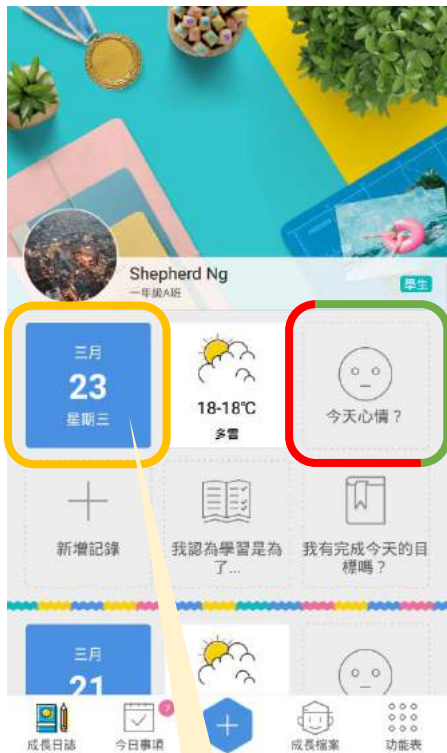 Shepherd Ng
一年級A班
學生
三月
23
星期三
18-18°C
多雲
今天心情？
新增記錄
我認為學習是為
了...
我有完成今天的目
標嗎？
三月
21
7
成長日誌
今日事項
成長檔案
功能表